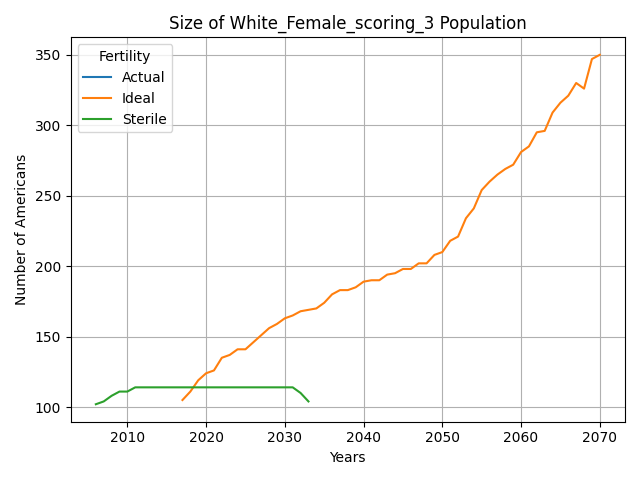 Size of White_Female_scoring_3 Population
Fertility
Actual
Ideal
Sterile
Number of Americans
350
300
250
200
150
100
2010 2020 2030 2040 2050 2060 2070
Years